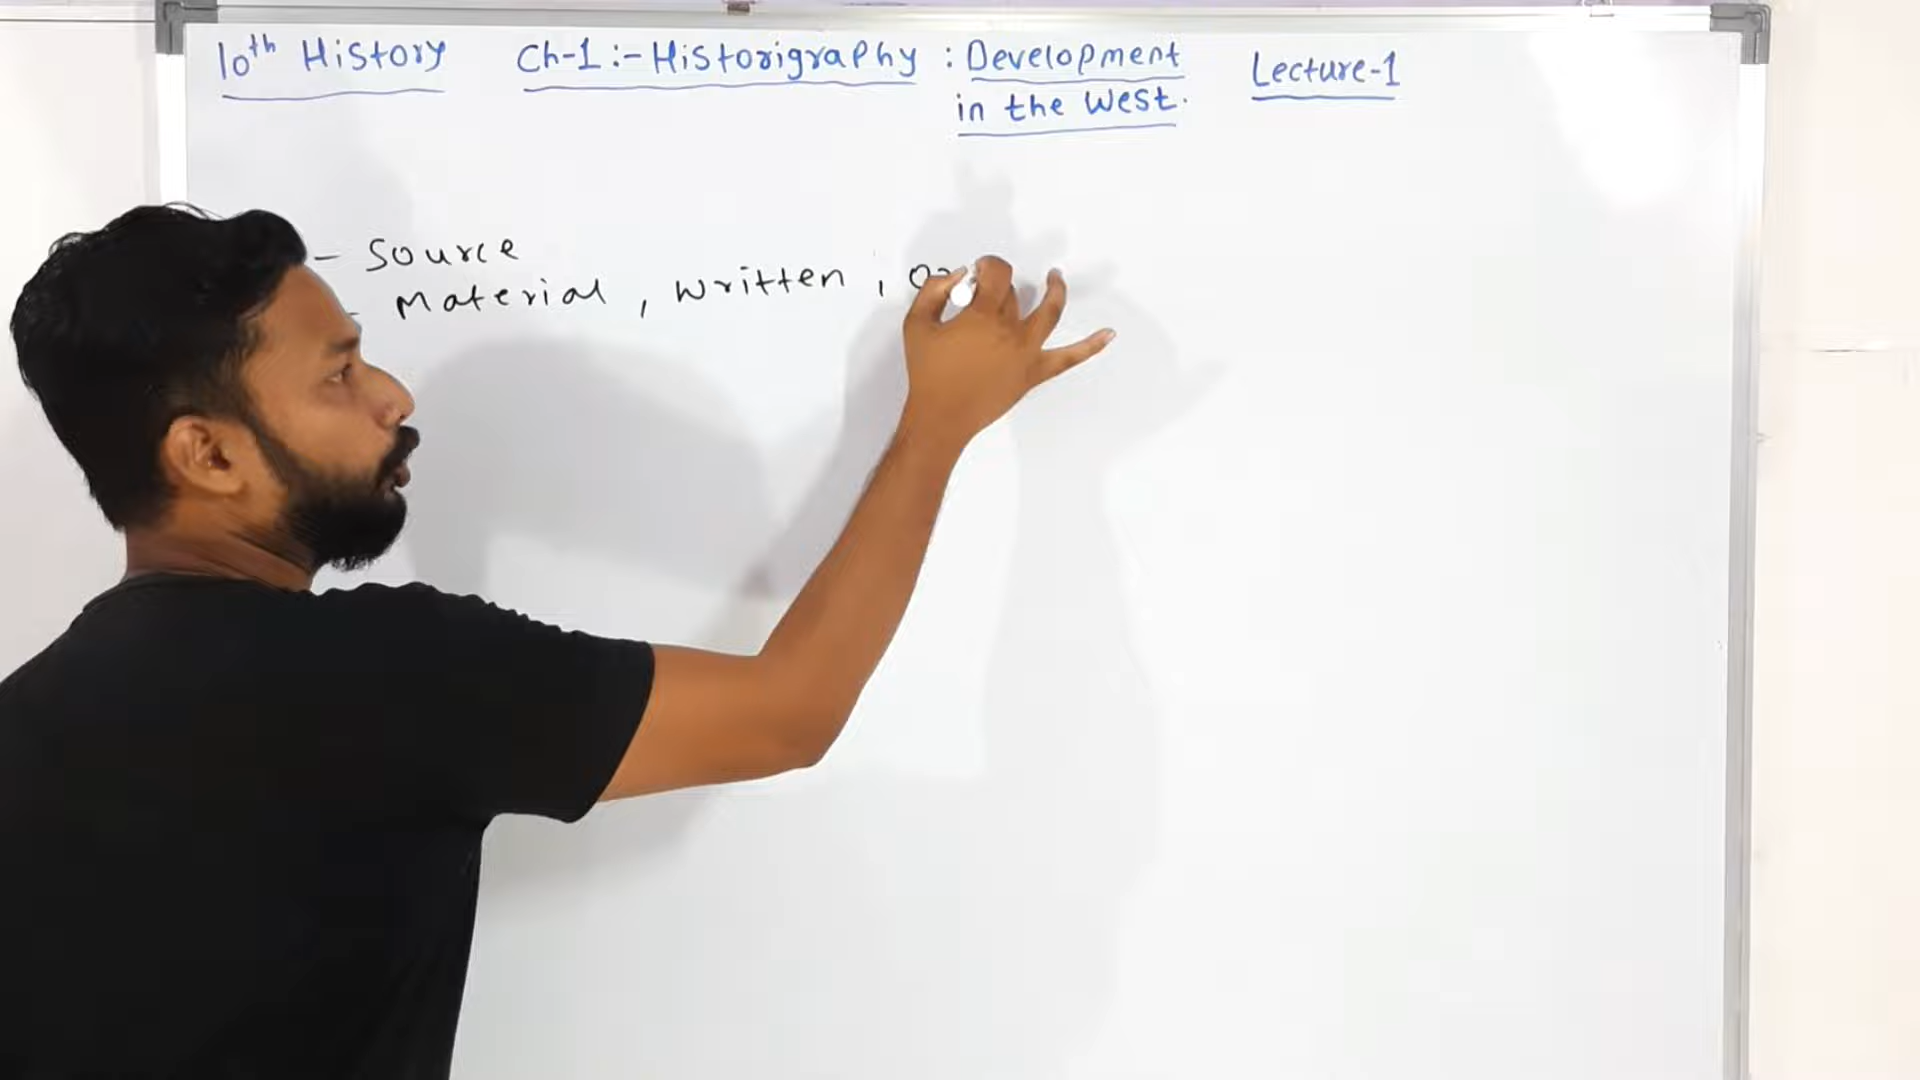 10th History Ch-1:- Historigraphy : Development in the West. Lecture-1
- Source
- Material, written,